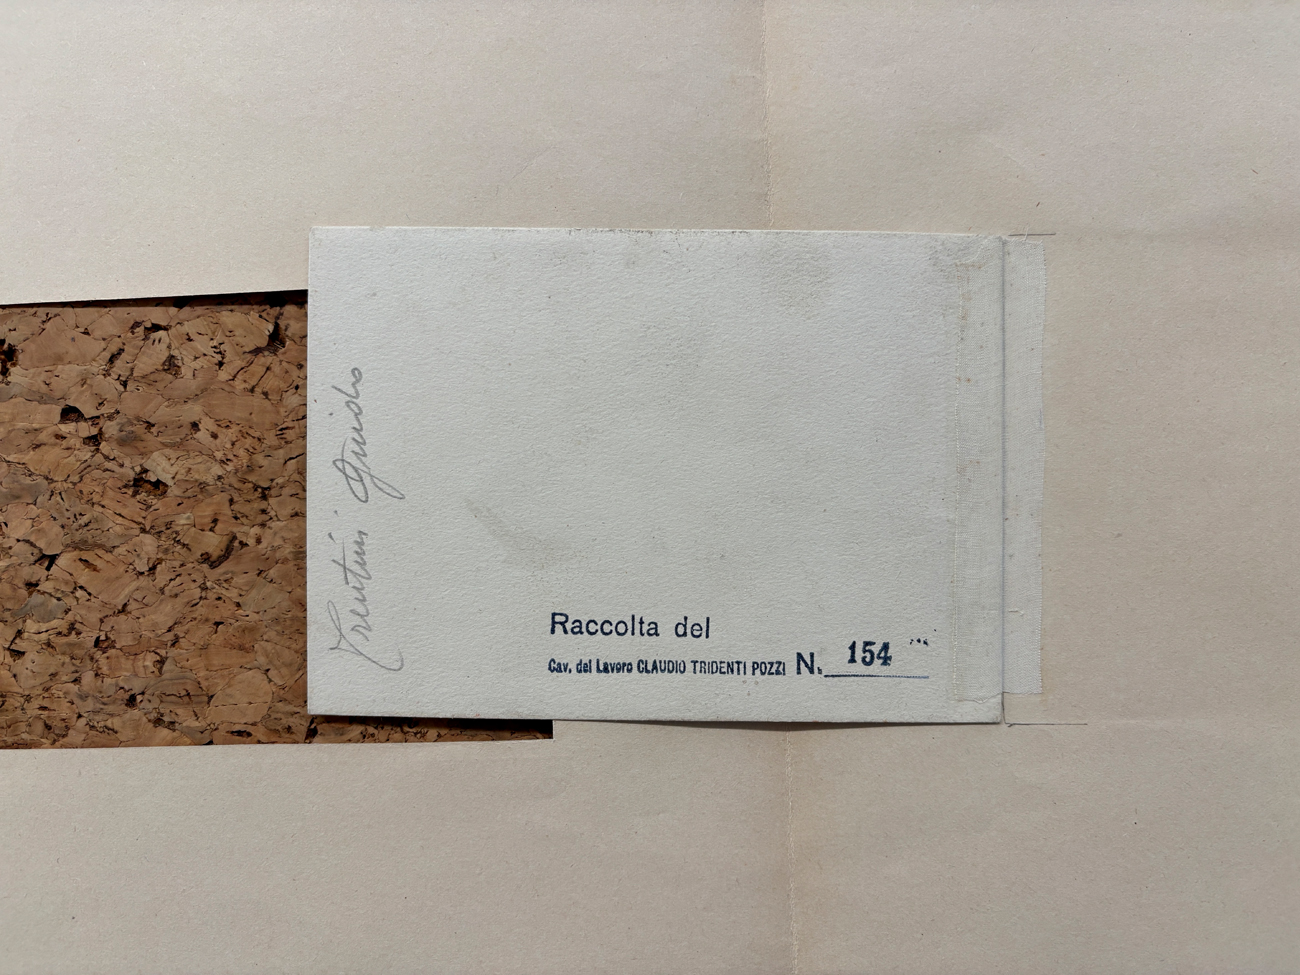 Trentini Guido
Raccolta del
Cav. del Lavoro CLAUDIO TRIDENTI POZZI N. 154